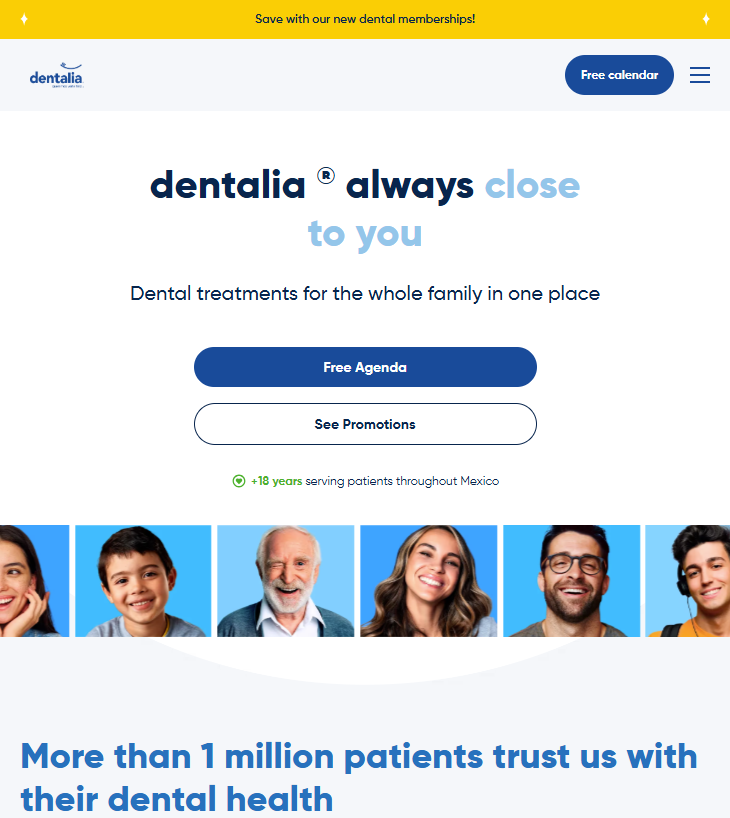 Save with our new dental memberships!
dentalia
Free calendar
dentalia ® always close
to you
Dental treatments for the whole family in one place
Free Agenda
See Promotions
+18 years serving patients throughout Mexico
More than 1 million patients trust us with
their dental health